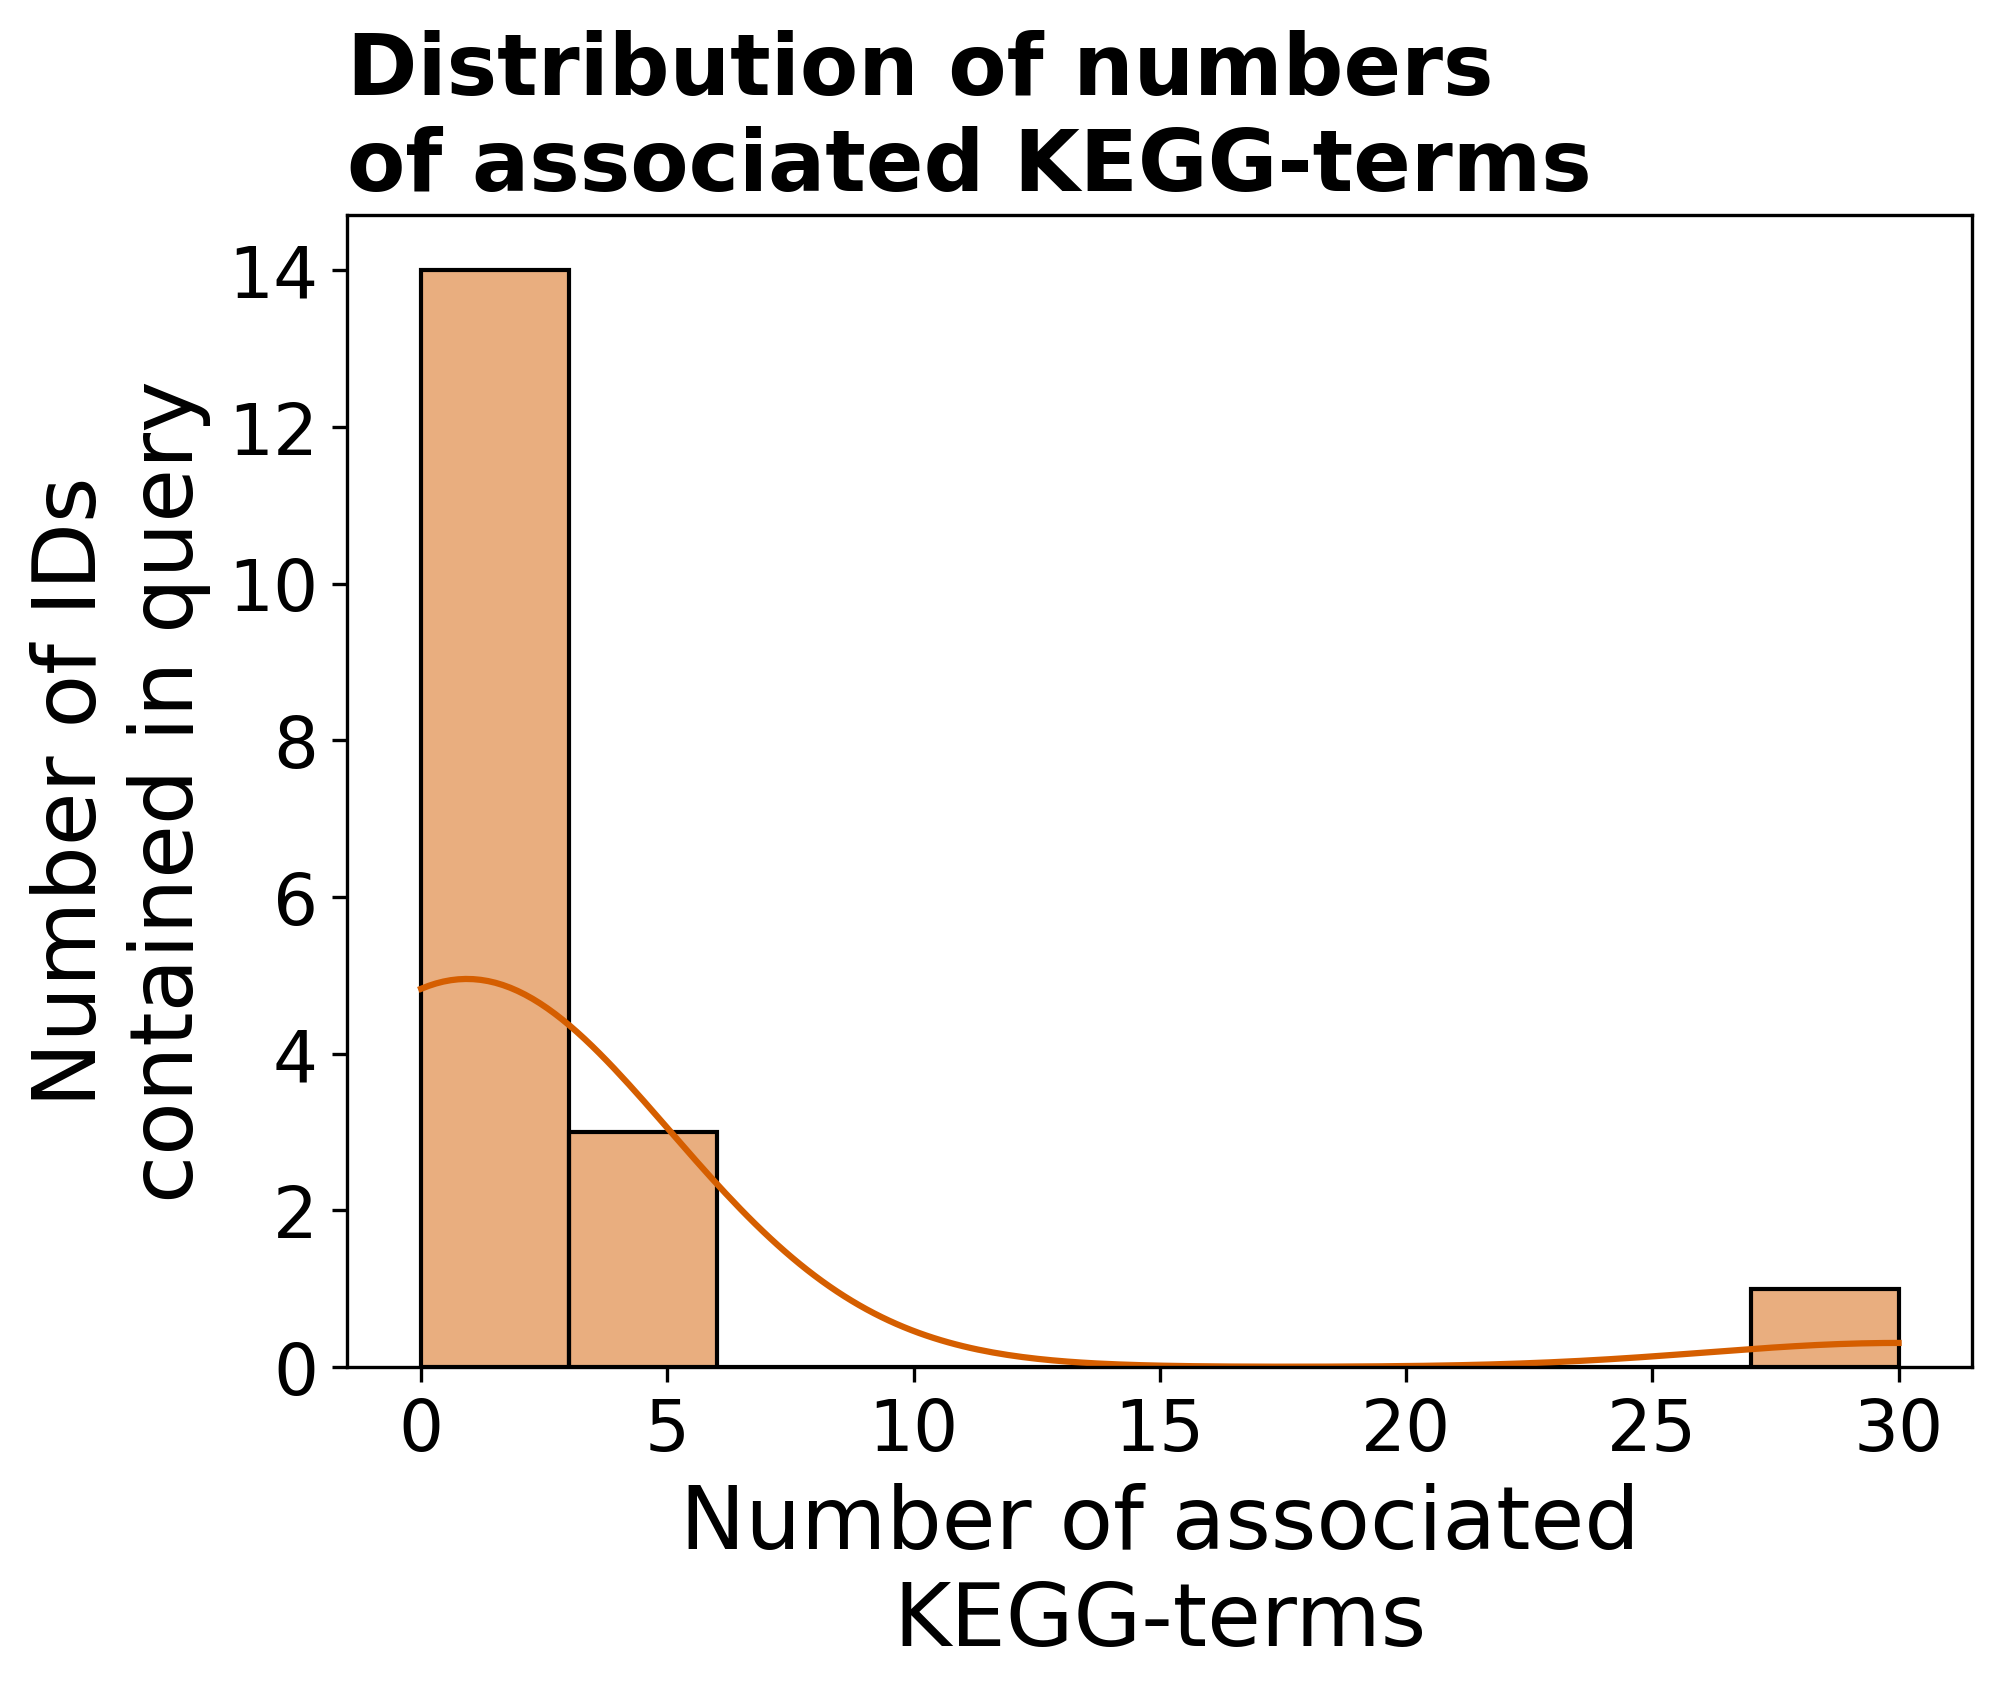 Distribution of numbers
of associated KEGG-terms
Number of IDs
contained in query
14
12
10
8
6
4
2
0
0 5 10 15 20 25 30
Number of associated
KEGG-terms